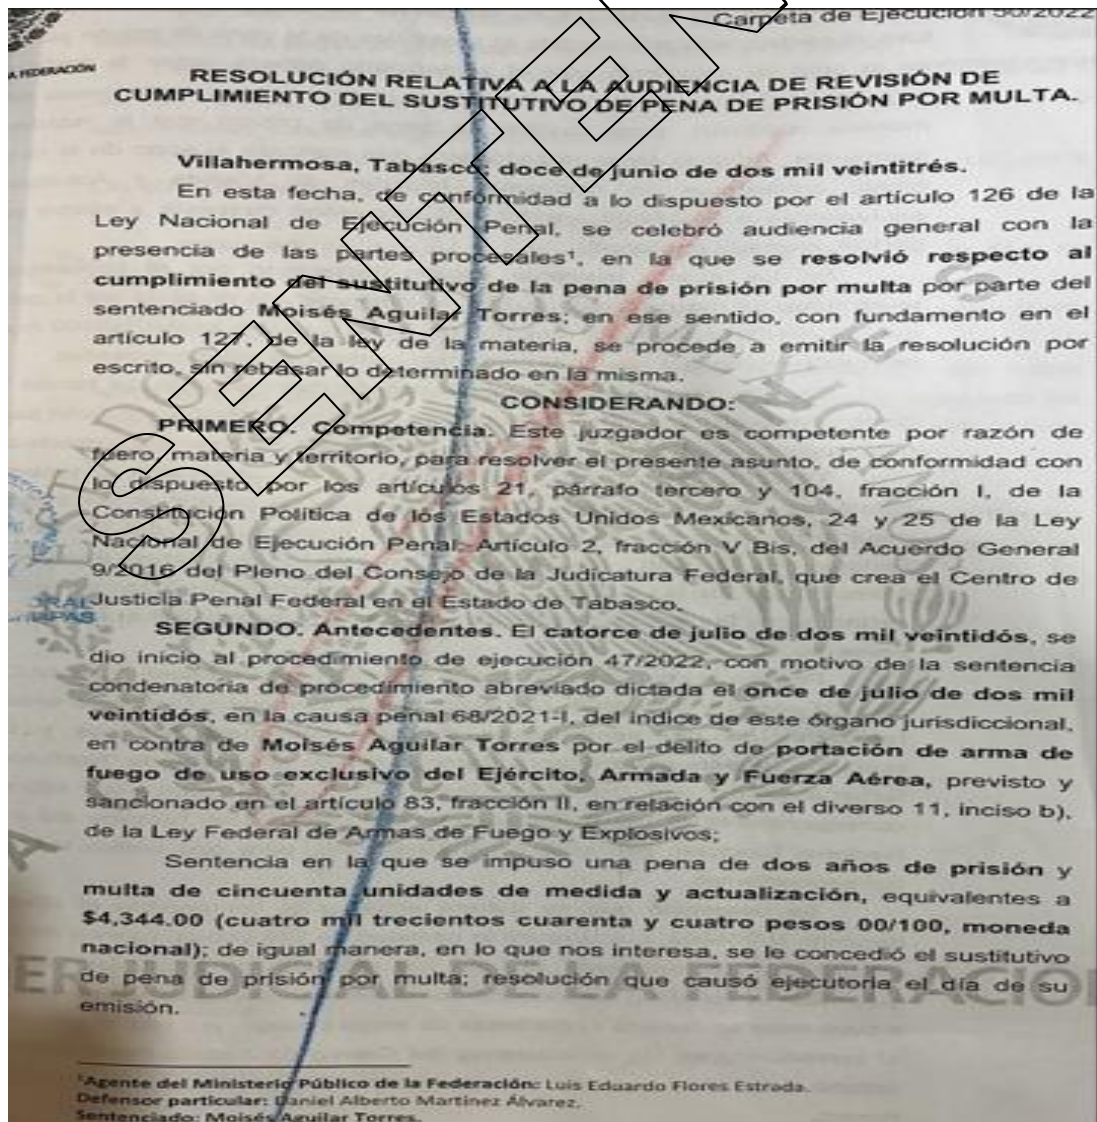 Carpeta de Ejecución 50/2022
A FEDERACIÓN
RESOLUCIÓN RELATIVA A LA AUDIENCIA DE REVISIÓN DE
CUMPLIMIENTO DEL SUSTITUTIVO DE PENA DE PRISIÓN POR MULTA.
Villahermosa, Tabasco; doce de junio de dos mil veintitrés.
En esta fecha, de conformidad a lo dispuesto por el artículo 126 de la
Ley Nacional de Ejecución Penal, se celebró audiencia general con la
presencia de las partes procesales¹, en la que se resolvió respecto al
cumplimiento del sustitutivo de la pena de prisión por multa por parte del
sentenciado Moisés Aguilar Torres; en ese sentido, con fundamento en el
artículo 127, de la ley de la materia, se procede a emitir la resolución por
escrito, sin rebasar lo determinado en la misma.
CONSIDERANDO:
PRIMERO. Competencia. Este juzgador es competente por razón de
fuero, materia y territorio, para resolver el presente asunto, de conformidad con
lo dispuesto por los artículos 21, párrafo tercero y 104, fracción I, de la
Constitución Política de los Estados Unidos Mexicanos, 24 y 25 de la Ley
Nacional de Ejecución Penal; Artículo 2, fracción V Bis, del Acuerdo General
9/2016 del Pleno del Consejo de la Judicatura Federal, que crea el Centro de
Justicia Penal Federal en el Estado de Tabasco.
SEGUNDO. Antecedentes. El catorce de julio de dos mil veintidós, se
dio inicio al procedimiento de ejecución 47/2022, con motivo de la sentencia
condenatoria de procedimiento abreviado dictada el once de julio de dos mil
veintidós, en la causa penal 68/2021-I, del índice de este órgano jurisdiccional,
en contra de Moisés Aguilar Torres por el delito de portación de arma de
fuego de uso exclusivo del Ejército, Armada y Fuerza Aérea, previsto y
sancionado en el artículo 83, fracción II, en relación con el diverso 11, inciso b),
de la Ley Federal de Armas de Fuego y Explosivos;
Sentencia en la que se impuso una pena de dos años de prisión y
multa de cincuenta unidades de medida y actualización, equivalentes a
$4,344.00 (cuatro mil trecientos cuarenta y cuatro pesos 00/100, moneda
nacional); de igual manera, en lo que nos interesa, se le concedió el sustitutivo
de pena de prisión por multa; resolución que causó ejecutoria el día de su
emisión.
¹Agente del Ministerio Público de la Federación: Luis Eduardo Flores Estrada.
Defensor particular: Daniel Alberto Martínez Álvarez.
Sentenciado: Moisés Aguilar Torres.
SENTEN
DICIAL DE LA FEDERACIO